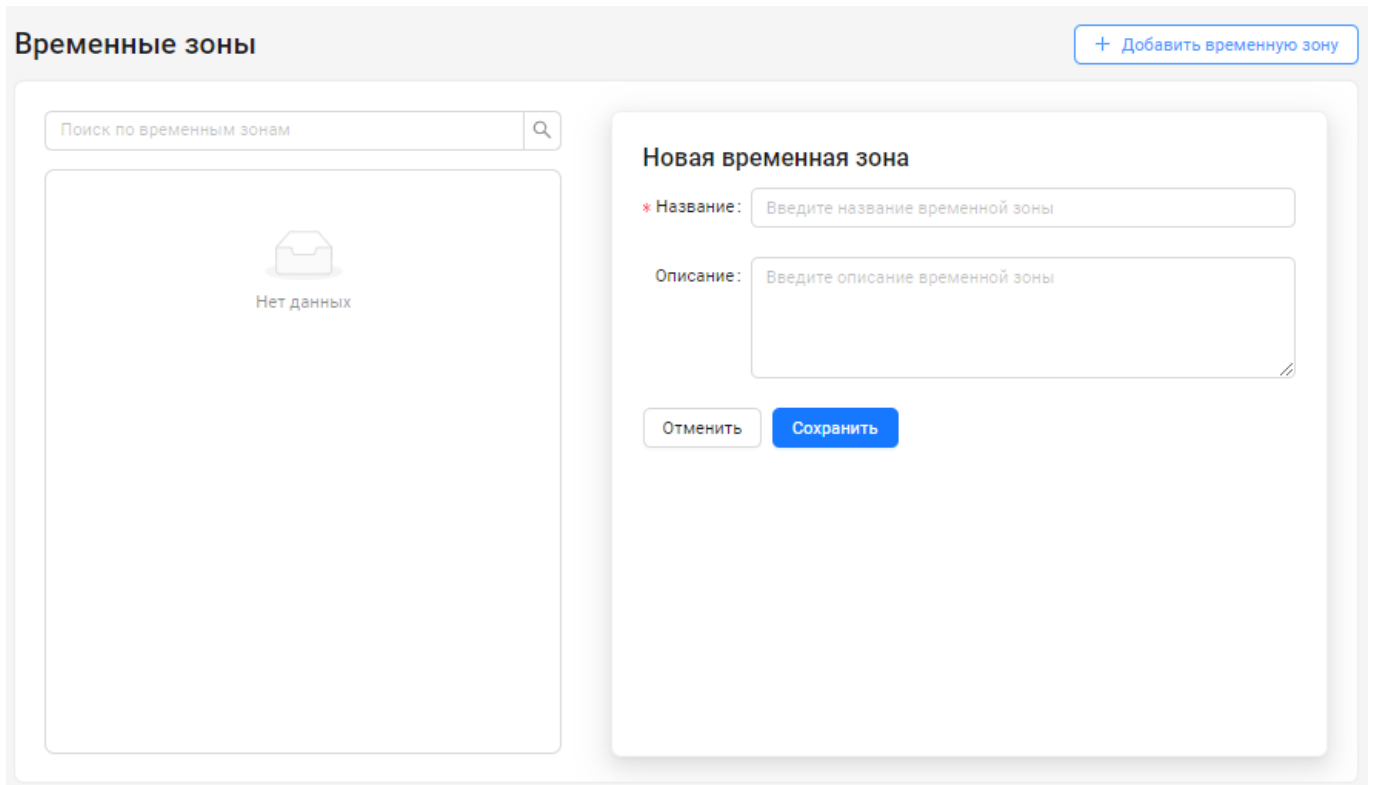 Временные зоны
+ Добавить временную зону
Поиск по временным зонам
Нет данных
Новая временная зона
* Название:
Введите название временной зоны
Описание:
Введите описание временной зоны
Отменить
Сохранить